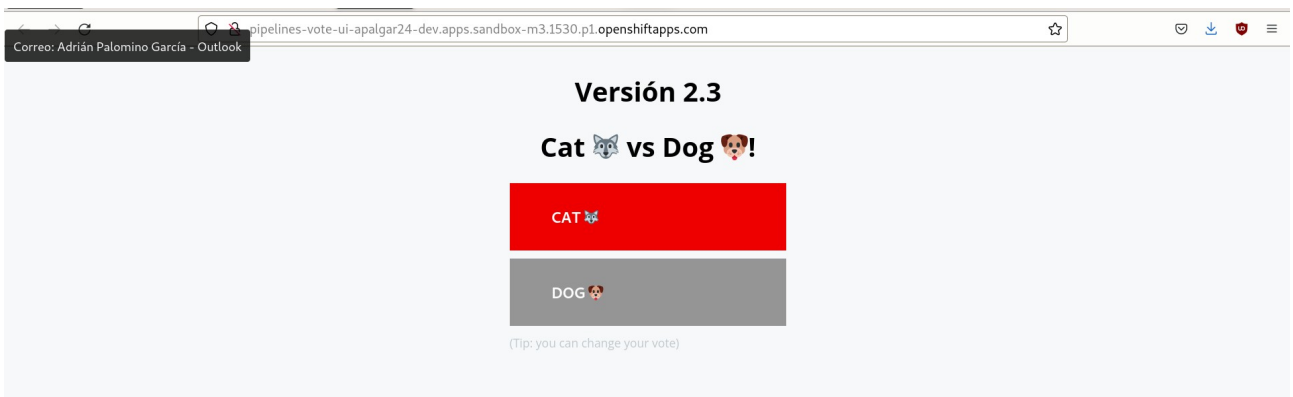 pipelines-vote-ui-apalgar24-dev.apps.sandbox-m3.1530.p1.openshiftapps.com
Correo: Adrián Palomino García - Outlook
Versión 2.3
Cat 🐺 vs Dog 🐶!
CAT 🐺
DOG 🐶
(Tip: you can change your vote)